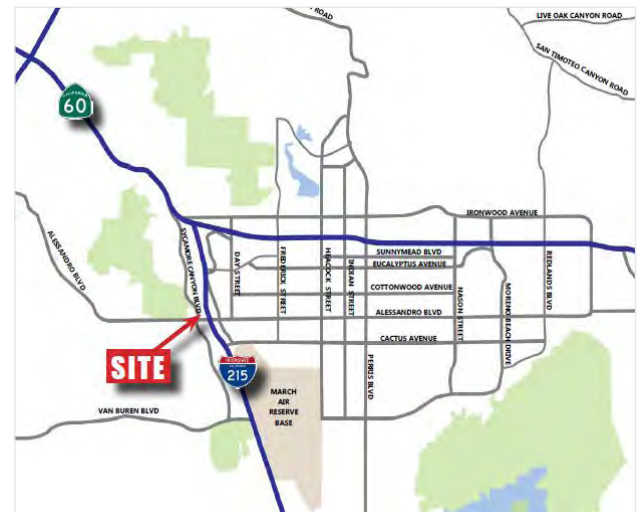 ROAD
LIVE OAK CANYON ROAD
SAN TIMOTEO CANYON ROAD
CALIFORNIA
60
IRONWOOD AVENUE
ALESSANDRO BLVD
SYCAMORE CANYON BLVD
DAY STREET
FREDERICK STREET
HEACOCK STREET
INDIAN STREET
SUNNYMEAD BLVD
EUCALYPTUS AVENUE
COTTONWOOD AVENUE
ALESSANDRO BLVD
CACTUS AVENUE
NASON STREET
MORENO BEACH DRIVE
REDLANDS BLVD
PERRIS BLVD
SITE
INTERSTATE
CALIFORNIA
215
MARCH
AIR
RESERVE
BASE
VAN BUREN BLVD